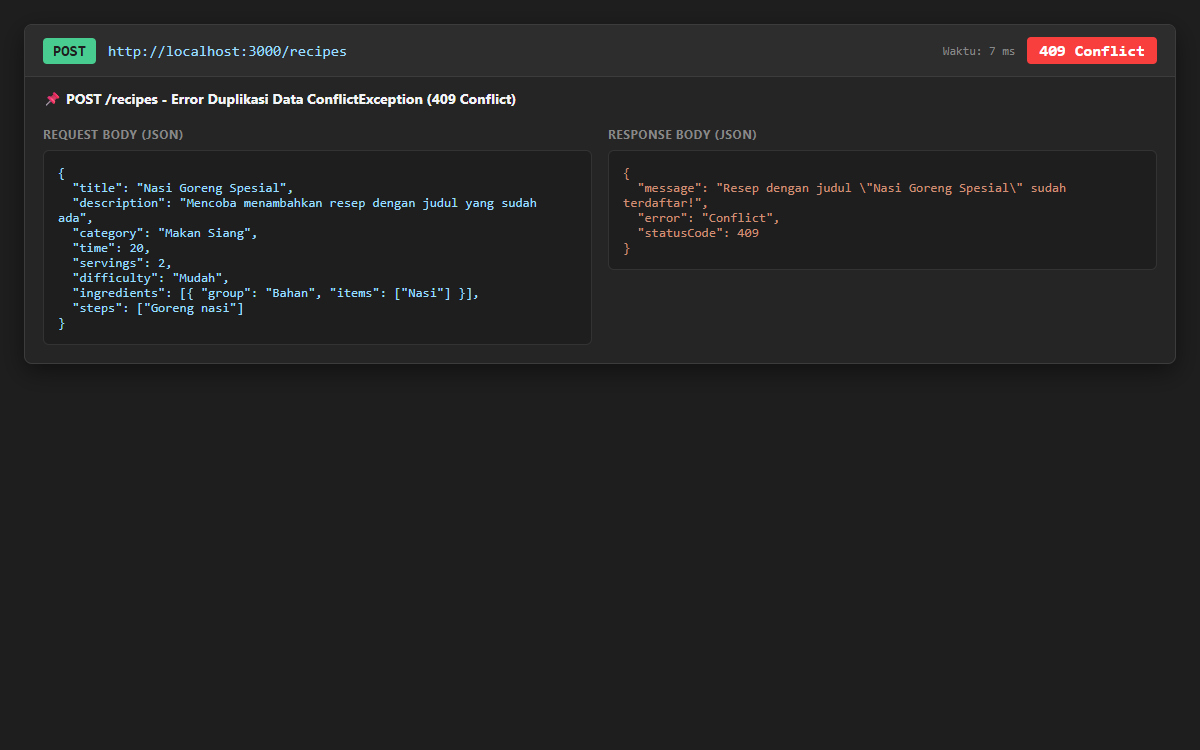 POST http://localhost:3000/recipes Waktu: 7 ms 409 Conflict
📌 POST /recipes - Error Duplikasi Data ConflictException (409 Conflict)
REQUEST BODY (JSON)
{
  "title": "Nasi Goreng Spesial",
  "description": "Mencoba menambahkan resep dengan judul yang sudah
ada",
  "category": "Makan Siang",
  "time": 20,
  "servings": 2,
  "difficulty": "Mudah",
  "ingredients": [{ "group": "Bahan", "items": ["Nasi"] }],
  "steps": ["Goreng nasi"]
}
RESPONSE BODY (JSON)
{
  "message": "Resep dengan judul \"Nasi Goreng Spesial\" sudah
terdaftar!",
  "error": "Conflict",
  "statusCode": 409
}